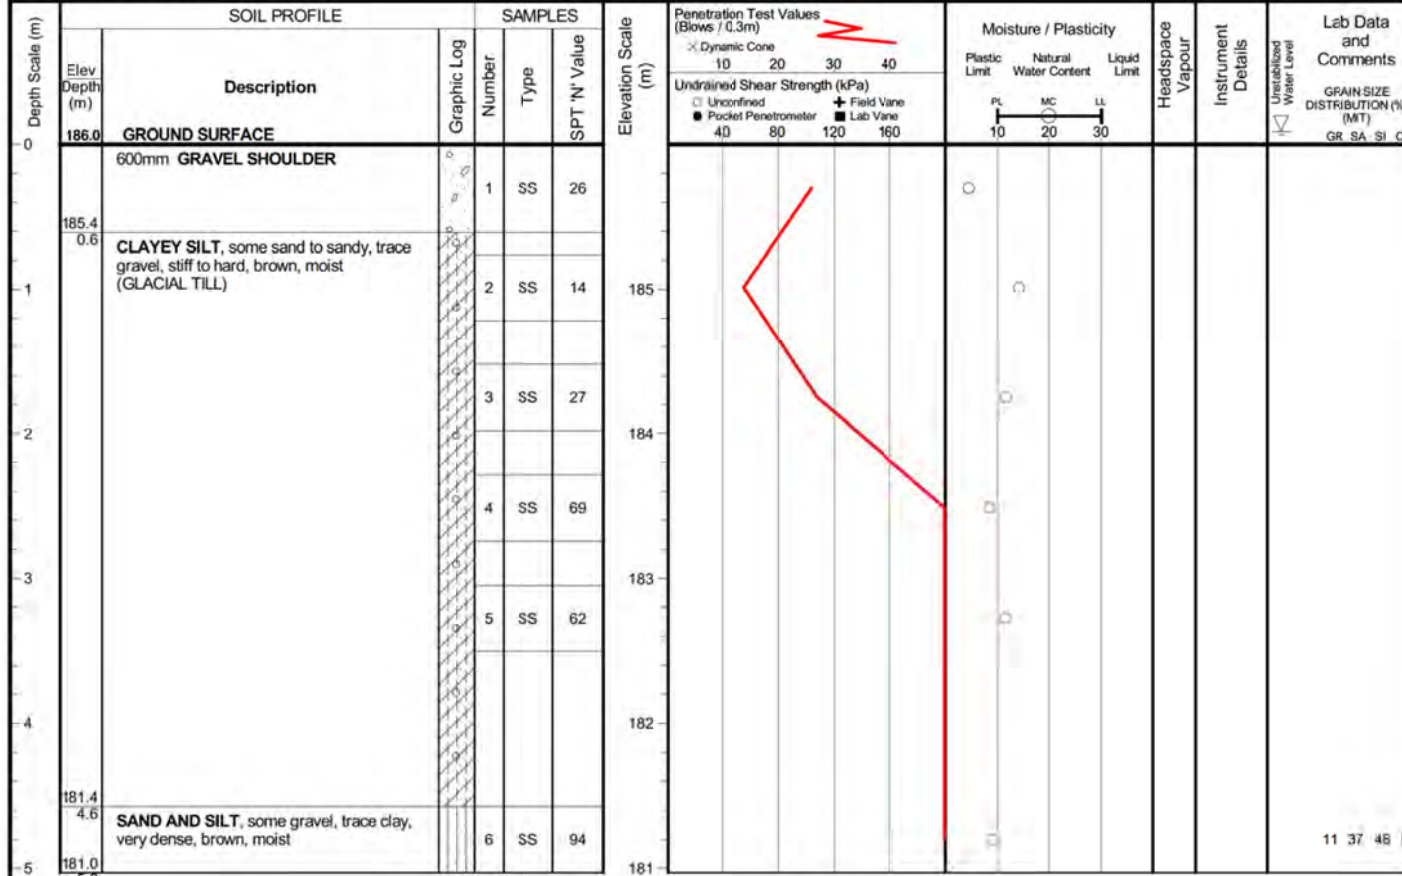 SOIL PROFILE
SAMPLES
Depth Scale (m)
Elev
Depth
(m)
Description
Graphic Log
Number
Type
SPT 'N' Value
Elevation Scale
(m)
Penetration Test Values
(Blows / 0.3m)
Dynamic Cone
10 20 30 40
Undrained Shear Strength (kPa)
Unconfined Field Vane
Pocket Penetrometer Lab Vane
40 80 120 160
Moisture / Plasticity
Plastic Natural Liquid
Limit Water Content Limit
PL MC LL
10 20 30
Headspace
Vapour
Instrument
Details
Unstabilized
Water Level
Lab Data
and
Comments
GRAIN SIZE
DISTRIBUTION (%
(MIT)
GR SA SI
186.0 GROUND SURFACE
0
600mm GRAVEL SHOULDER
1 SS 26
185.4
0.6
CLAYEY SILT, some sand to sandy, trace
gravel, stiff to hard, brown, moist
(GLACIAL TILL)
1
2 SS 14
185
3 SS 27
2
184
4 SS 69
3
183
5 SS 62
4
182
181.4
4.6
SAND AND SILT, some gravel, trace clay,
very dense, brown, moist
6 SS 94
11 37 46
181.0
5
181